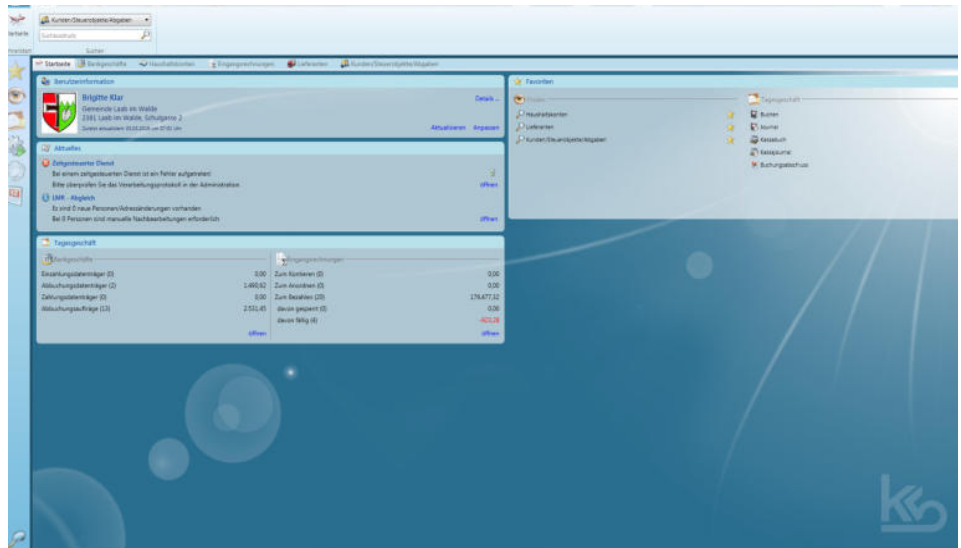 Kunden/Steuerobjekte/Abgaben
Suchausdruck
Suchen
Startseite Bankgeschäfte Haushaltskonten Eingangsrechnungen Lieferanten Kunden/Steuerobjekte/Abgaben
Benutzerinformation
Brigitte Klar
Gemeinde Laab im Walde
2381 Laab im Walde, Schulgasse 2
Details ...
Aktualisieren Anpassen
Aktuelles
Zeitgesteuerter Dienst
Bei einem zeitgesteuerten Dienst ist ein Fehler aufgetreten!
Bitte überprüfen Sie das Verarbeitungsprotokoll in der Administration.
öffnen
LMR - Abgleich
Es sind 0 neue Personen/Adressänderungen vorhanden
Bei 0 Personen sind manuelle Nachbearbeitungen erforderlich
öffnen
Tagesgeschäft
Bankgeschäfte
Einzahlungsdatenträger (0) 0,00
Abbuchungsdatenträger (2) 1.490,92
Zahlungsdatenträger (0) 0,00
Abbuchungsaufträge (13) 2.531,45
öffnen
Eingangsrechnungen
Zum Kontieren (0) 0,00
Zum Anordnen (0) 0,00
Zum Bezahlen (20) 176.477,32
davon gesperrt (0) 0,00
davon fällig (4)
öffnen
Favoriten
Finden
Haushaltskonten
Lieferanten
Kunden/Steuerobjekte/Abgaben
Tagesgeschäft
Buchen
Journal
Kassabuch
Kassajournal
Buchungsabschluss